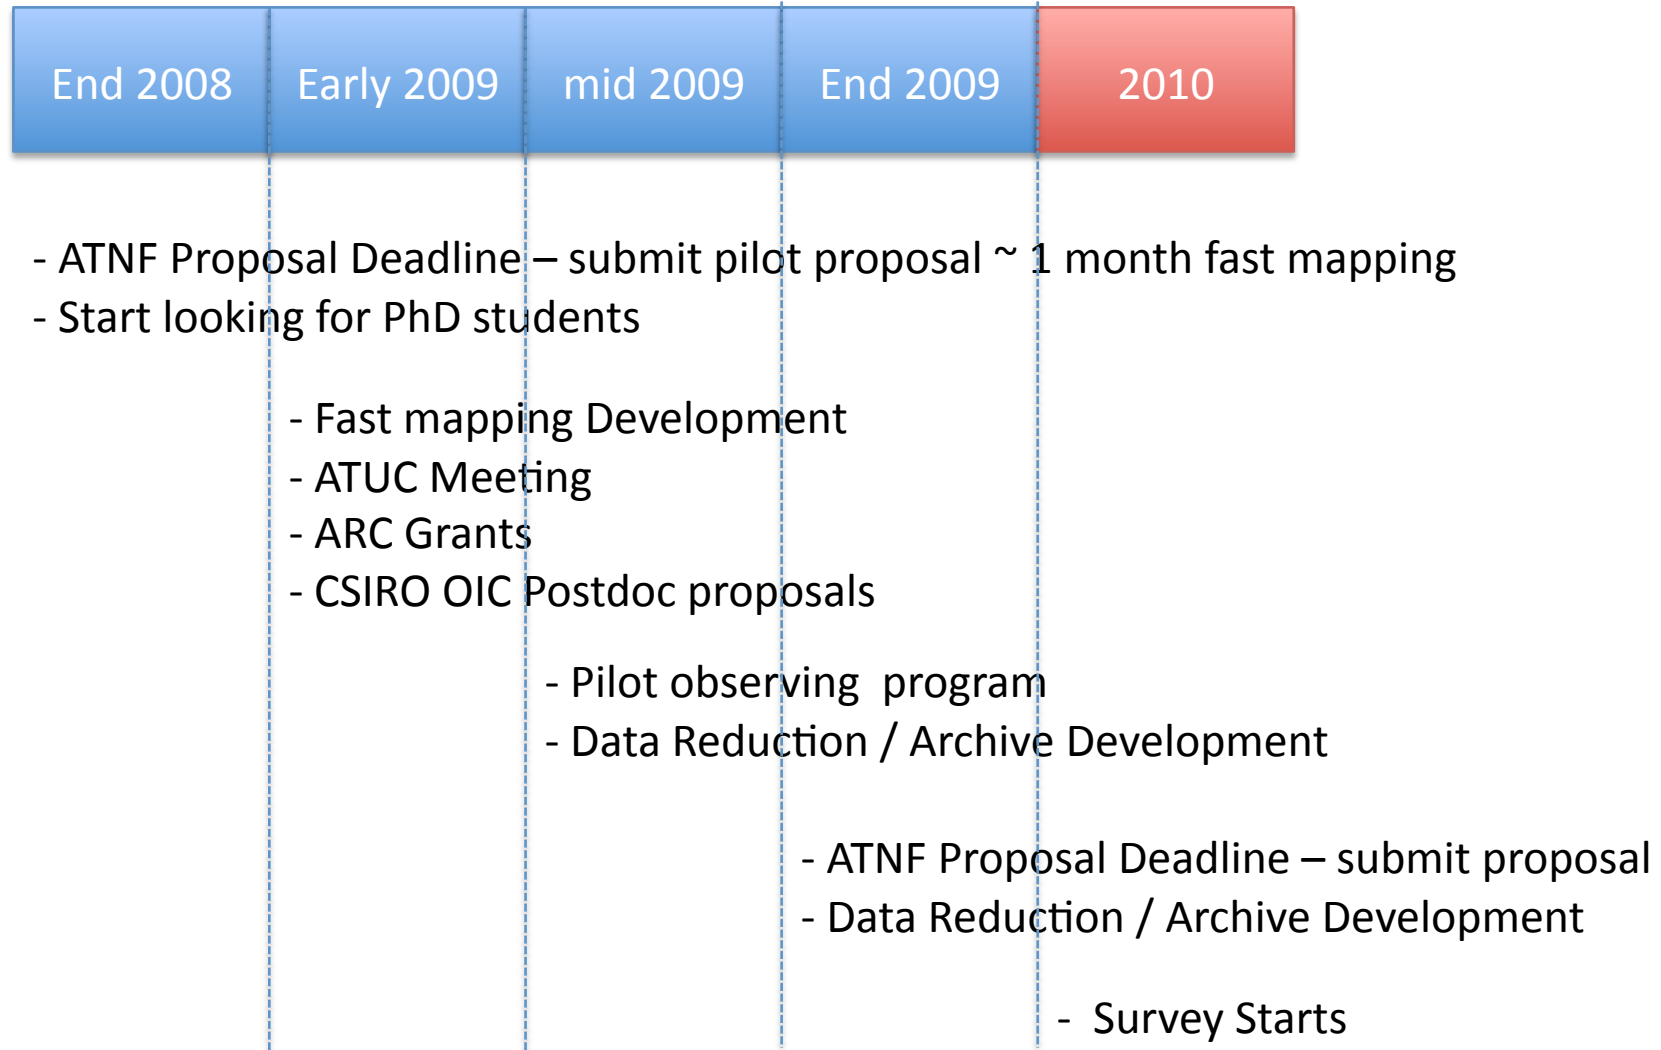 End 2008
Early 2009
mid 2009
End 2009
2010
- ATNF Proposal Deadline – submit pilot proposal ~ 1 month fast mapping
- Start looking for PhD students
- Fast mapping Development
- ATUC Meeting
- ARC Grants
- CSIRO OIC Postdoc proposals
- Pilot observing program
- Data Reduction / Archive Development
- ATNF Proposal Deadline – submit proposal
- Data Reduction / Archive Development
- Survey Starts